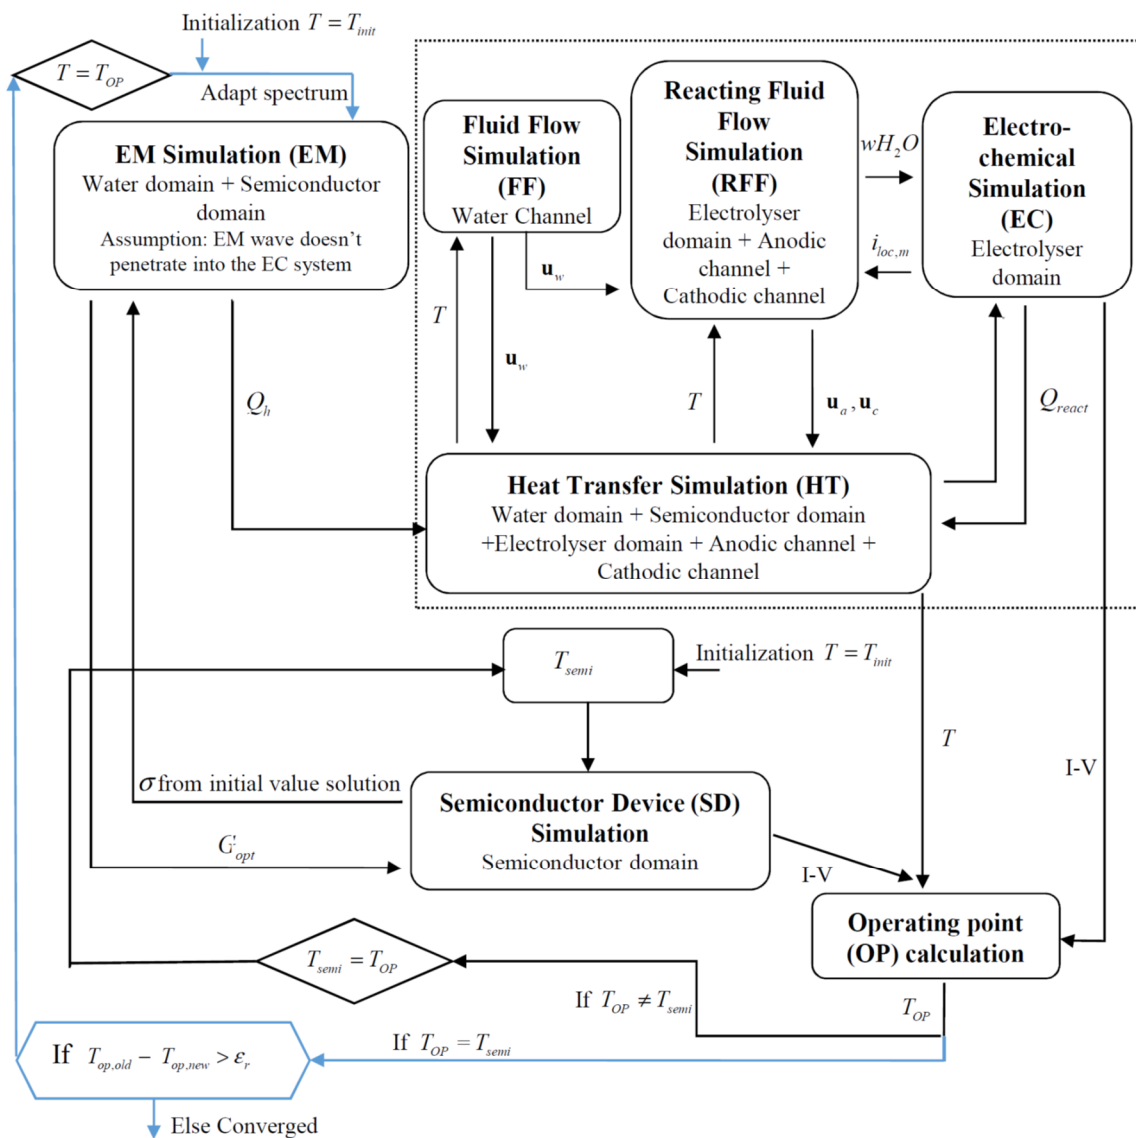 Initialization T = T_init
T = T_OP
Adapt spectrum
EM Simulation (EM)
Water domain + Semiconductor
domain
Assumption: EM wave doesn't
penetrate into the EC system
Fluid Flow
Simulation
(FF)
Water Channel
Reacting Fluid
Flow
Simulation
(RFF)
Electrolyser
domain + Anodic
channel +
Cathodic channel
wH_2O
i_loc,m
Electro-
chemical
Simulation
(EC)
Electrolyser
domain
u_w
T
u_w
Q_h
T
u_a , u_c
Q_react
Heat Transfer Simulation (HT)
Water domain + Semiconductor domain
+Electrolyser domain + Anodic channel +
Cathodic channel
T_semi
Initialization T = T_init
T
I-V
σ from initial value solution
Semiconductor Device (SD)
Simulation
Semiconductor domain
G_opt
I-V
Operating point
(OP) calculation
T_semi = T_OP
If T_OP ≠ T_semi
T_OP
If T_op,old − T_op,new > ε_r
If T_OP = T_semi
Else Converged